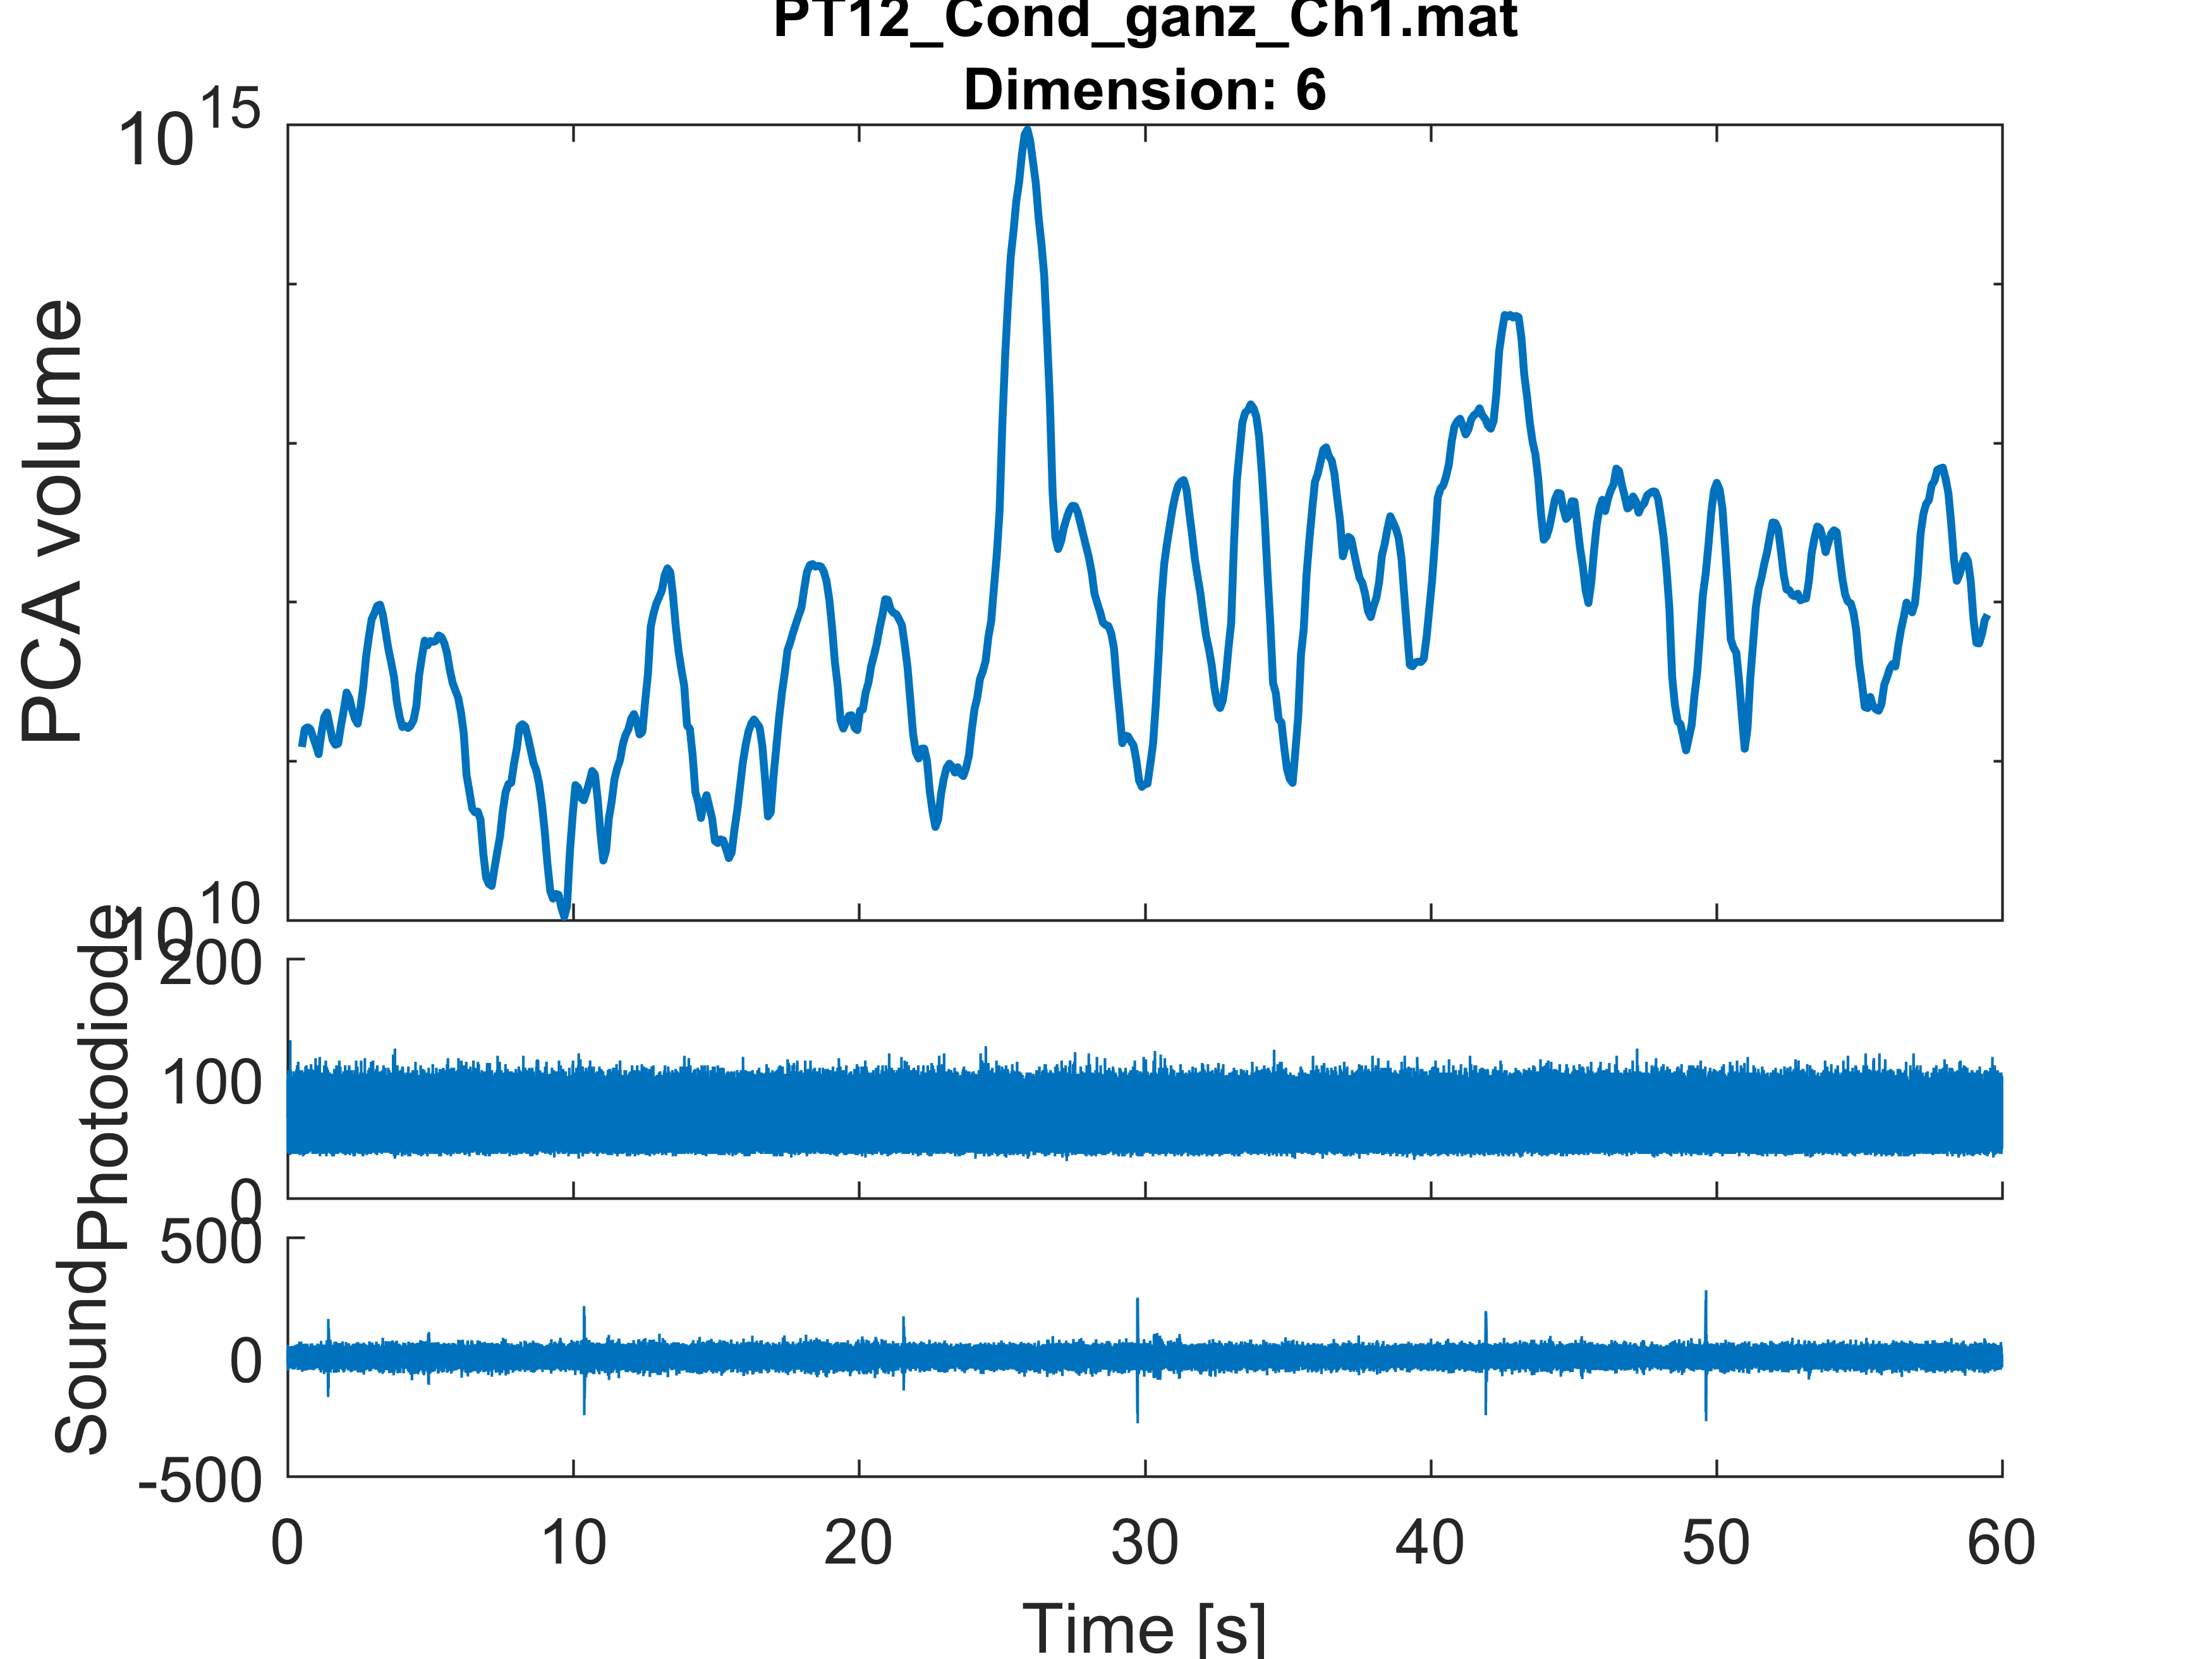 PT12_Cond_ganz_Ch1.mat
Dimension: 6
10^15
PCA volume
10^10
200
Photodiode
100
0
500
Sound
0
-500
0 10 20 30 40 50 60
Time [s]